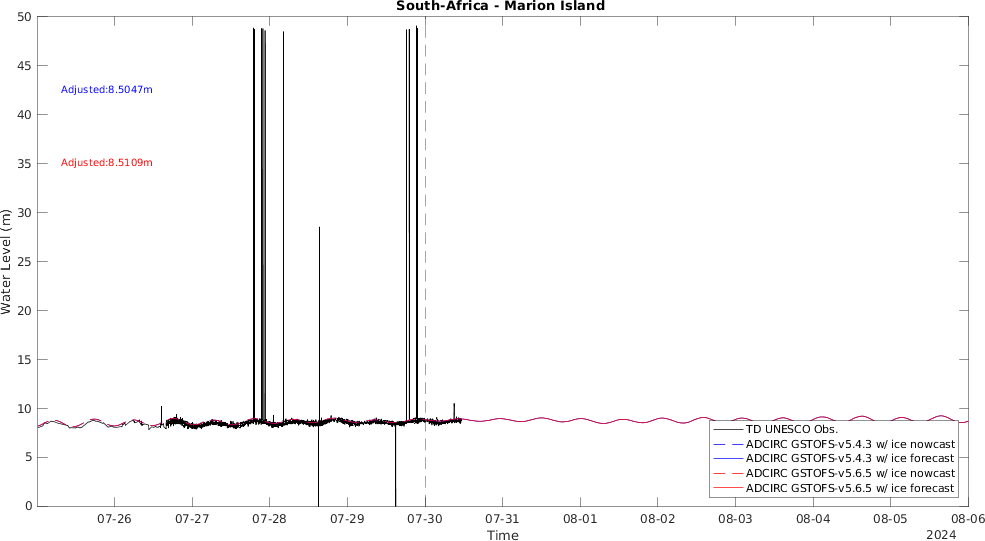 South-Africa - Marion Island
50
45
40
35
30
25
20
15
10
5
0
Water Level (m)
Adjusted:8.5047m
Adjusted:8.5109m
TD UNESCO Obs.
ADCIRC GSTOFS-v5.4.3 w/ ice nowcast
ADCIRC GSTOFS-v5.4.3 w/ ice forecast
ADCIRC GSTOFS-v5.6.5 w/ ice nowcast
ADCIRC GSTOFS-v5.6.5 w/ ice forecast
07-26 07-27 07-28 07-29 07-30 07-31 08-01 08-02 08-03 08-04 08-05 08-06
Time
2024